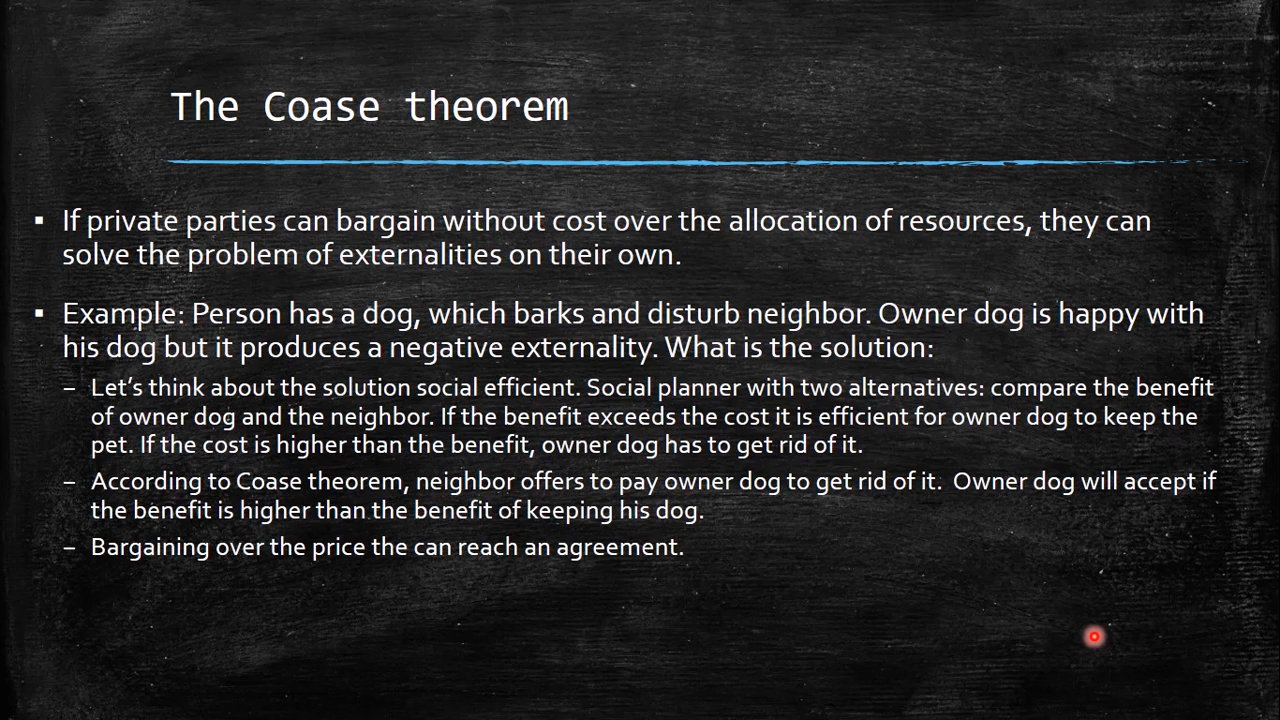 The Coase theorem
▪ If private parties can bargain without cost over the allocation of resources, they can
solve the problem of externalities on their own.
▪ Example: Person has a dog, which barks and disturb neighbor. Owner dog is happy with
his dog but it produces a negative externality. What is the solution:
– Let’s think about the solution social efficient. Social planner with two alternatives: compare the benefit
of owner dog and the neighbor. If the benefit exceeds the cost it is efficient for owner dog to keep the
pet. If the cost is higher than the benefit, owner dog has to get rid of it.
– According to Coase theorem, neighbor offers to pay owner dog to get rid of it.  Owner dog will accept if
the benefit is higher than the benefit of keeping his dog.
– Bargaining over the price the can reach an agreement.